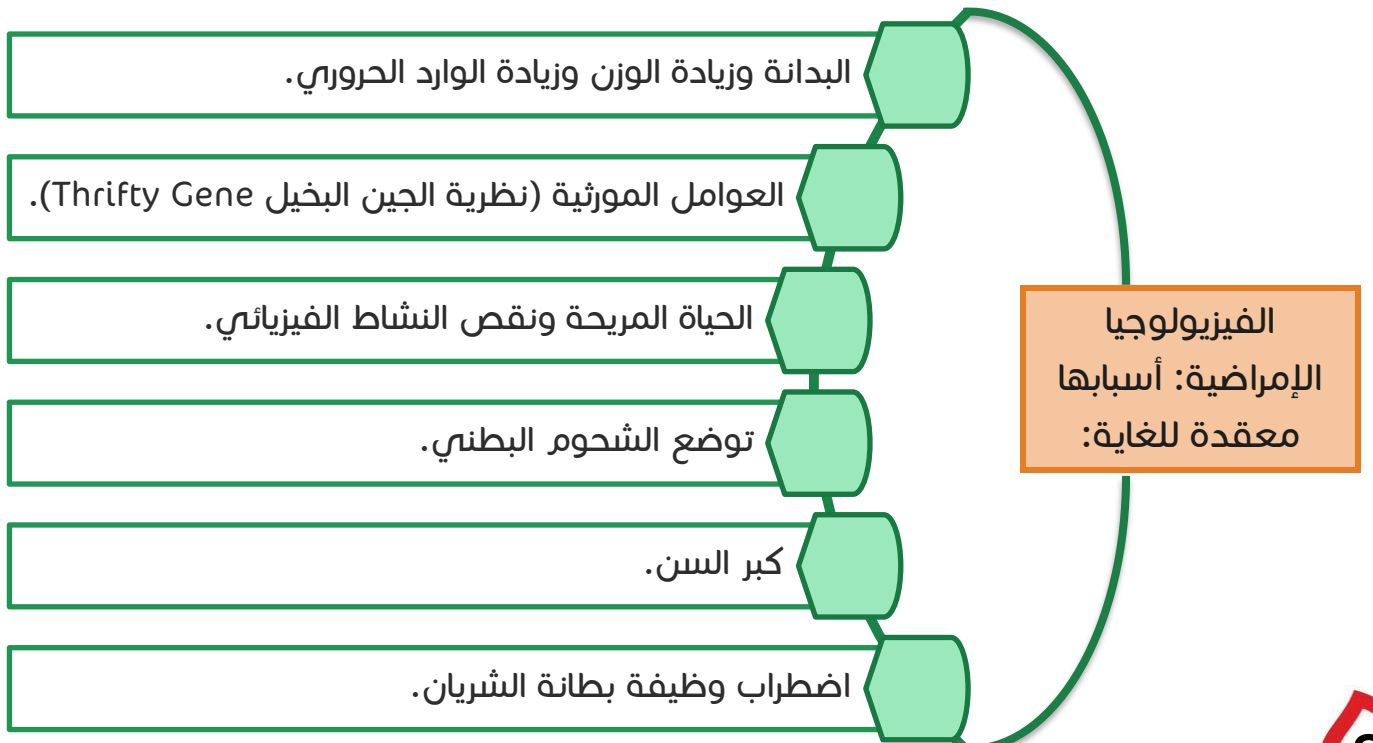 الفيزيولوجيا
الإمراضية: أسبابها
معقدة للغاية:
البدانة وزيادة الوزن وزيادة الوارد الحروري.
العوامل المورثية (نظرية الجين البخيل Thrifty Gene).
الحياة المريحة ونقص النشاط الفيزيائي.
توضع الشحوم البطني.
كبر السن.
اضطراب وظيفة بطانة الشريان.